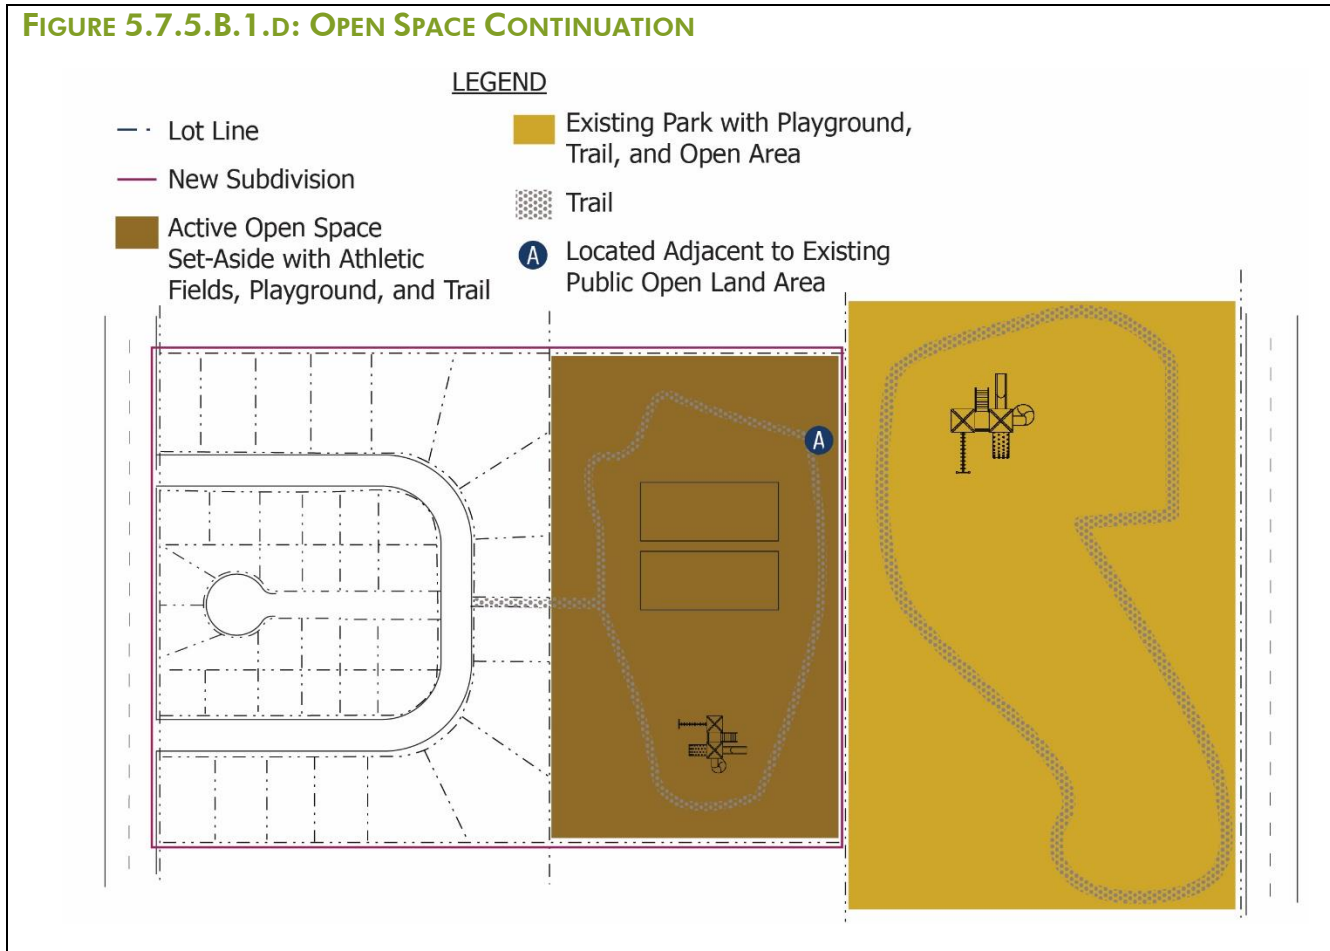 FIGURE 5.7.5.B.1.D: OPEN SPACE CONTINUATION
LEGEND
Lot Line
New Subdivision
Active Open Space
Set-Aside with Athletic
Fields, Playground, and Trail
Existing Park with Playground,
Trail, and Open Area
Trail
A Located Adjacent to Existing
Public Open Land Area
A